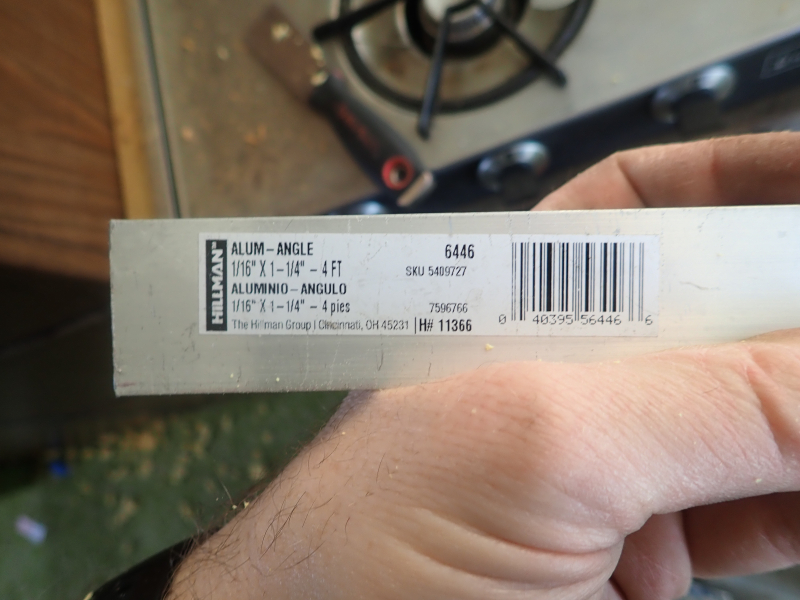 HILLMAN™
ALUM-ANGLE
1/16" X 1-1/4" - 4 FT
ALUMINIO-ANGULO
1/16" X 1-1/4" - 4 pies
The Hillman Group | Cincinnati, OH 45231 | H# 11366
6446
SKU 5409727
7596766
0 40395 56446 6